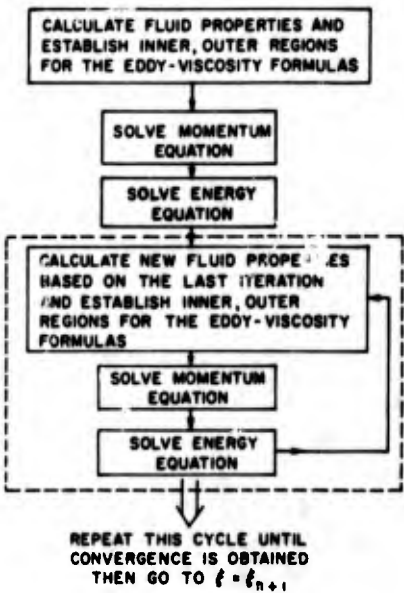 CALCULATE FLUID PROPERTIES AND
ESTABLISH INNER, OUTER REGIONS
FOR THE EDDY-VISCOSITY FORMULAS
SOLVE MOMENTUM
EQUATION
SOLVE ENERGY
EQUATION
CALCULATE NEW FLUID PROPERTIES
BASED ON THE LAST ITERATION
AND ESTABLISH INNER, OUTER
REGIONS FOR THE EDDY-VISCOSITY
FORMULAS
SOLVE MOMENTUM
EQUATION
SOLVE ENERGY
EQUATION
REPEAT THIS CYCLE UNTIL
CONVERGENCE IS OBTAINED
THEN GO TO